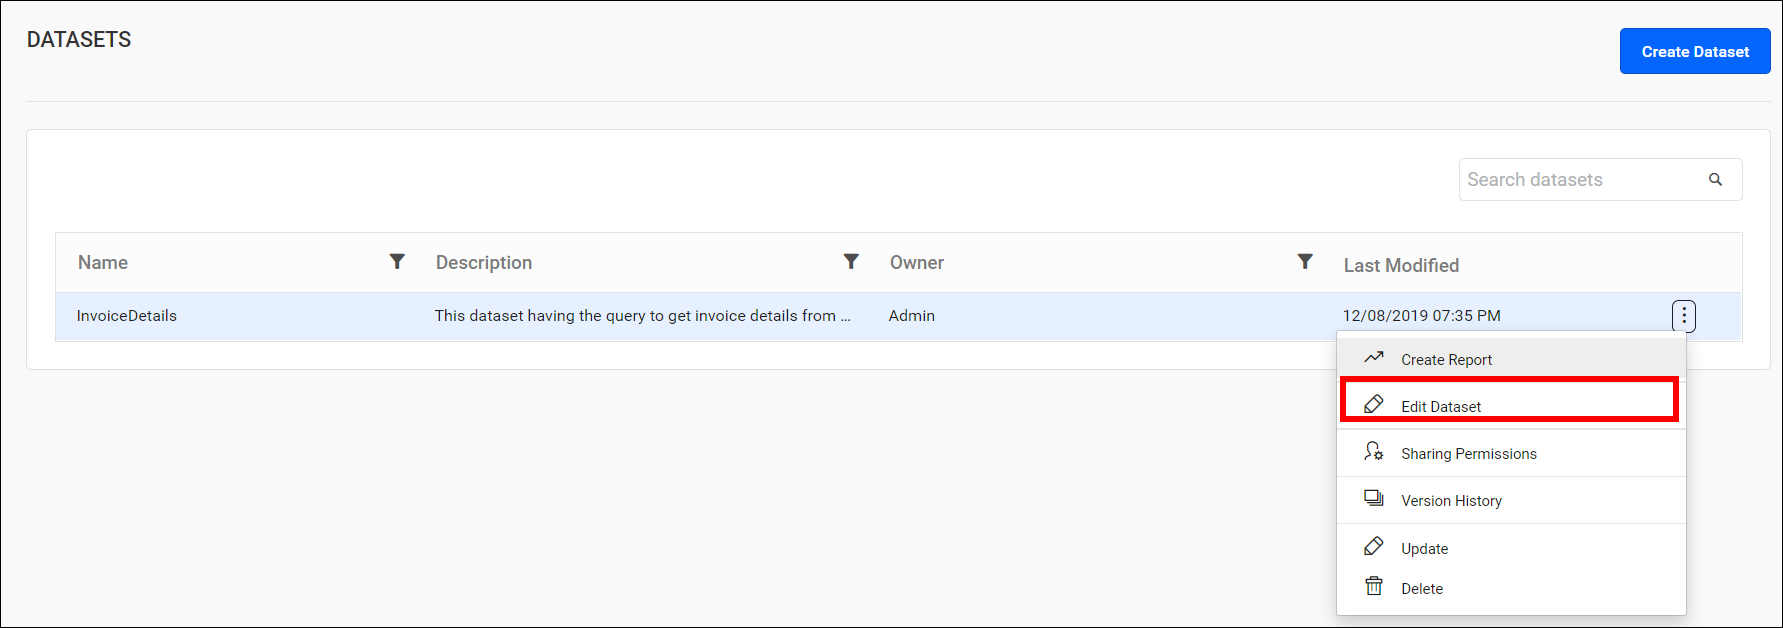 DATASETS
Create Dataset
Search datasets
Name Description Owner Last Modified
InvoiceDetails This dataset having the query to get invoice details from ... Admin 12/08/2019 07:35 PM
Create Report
Edit Dataset
Sharing Permissions
Version History
Update
Delete